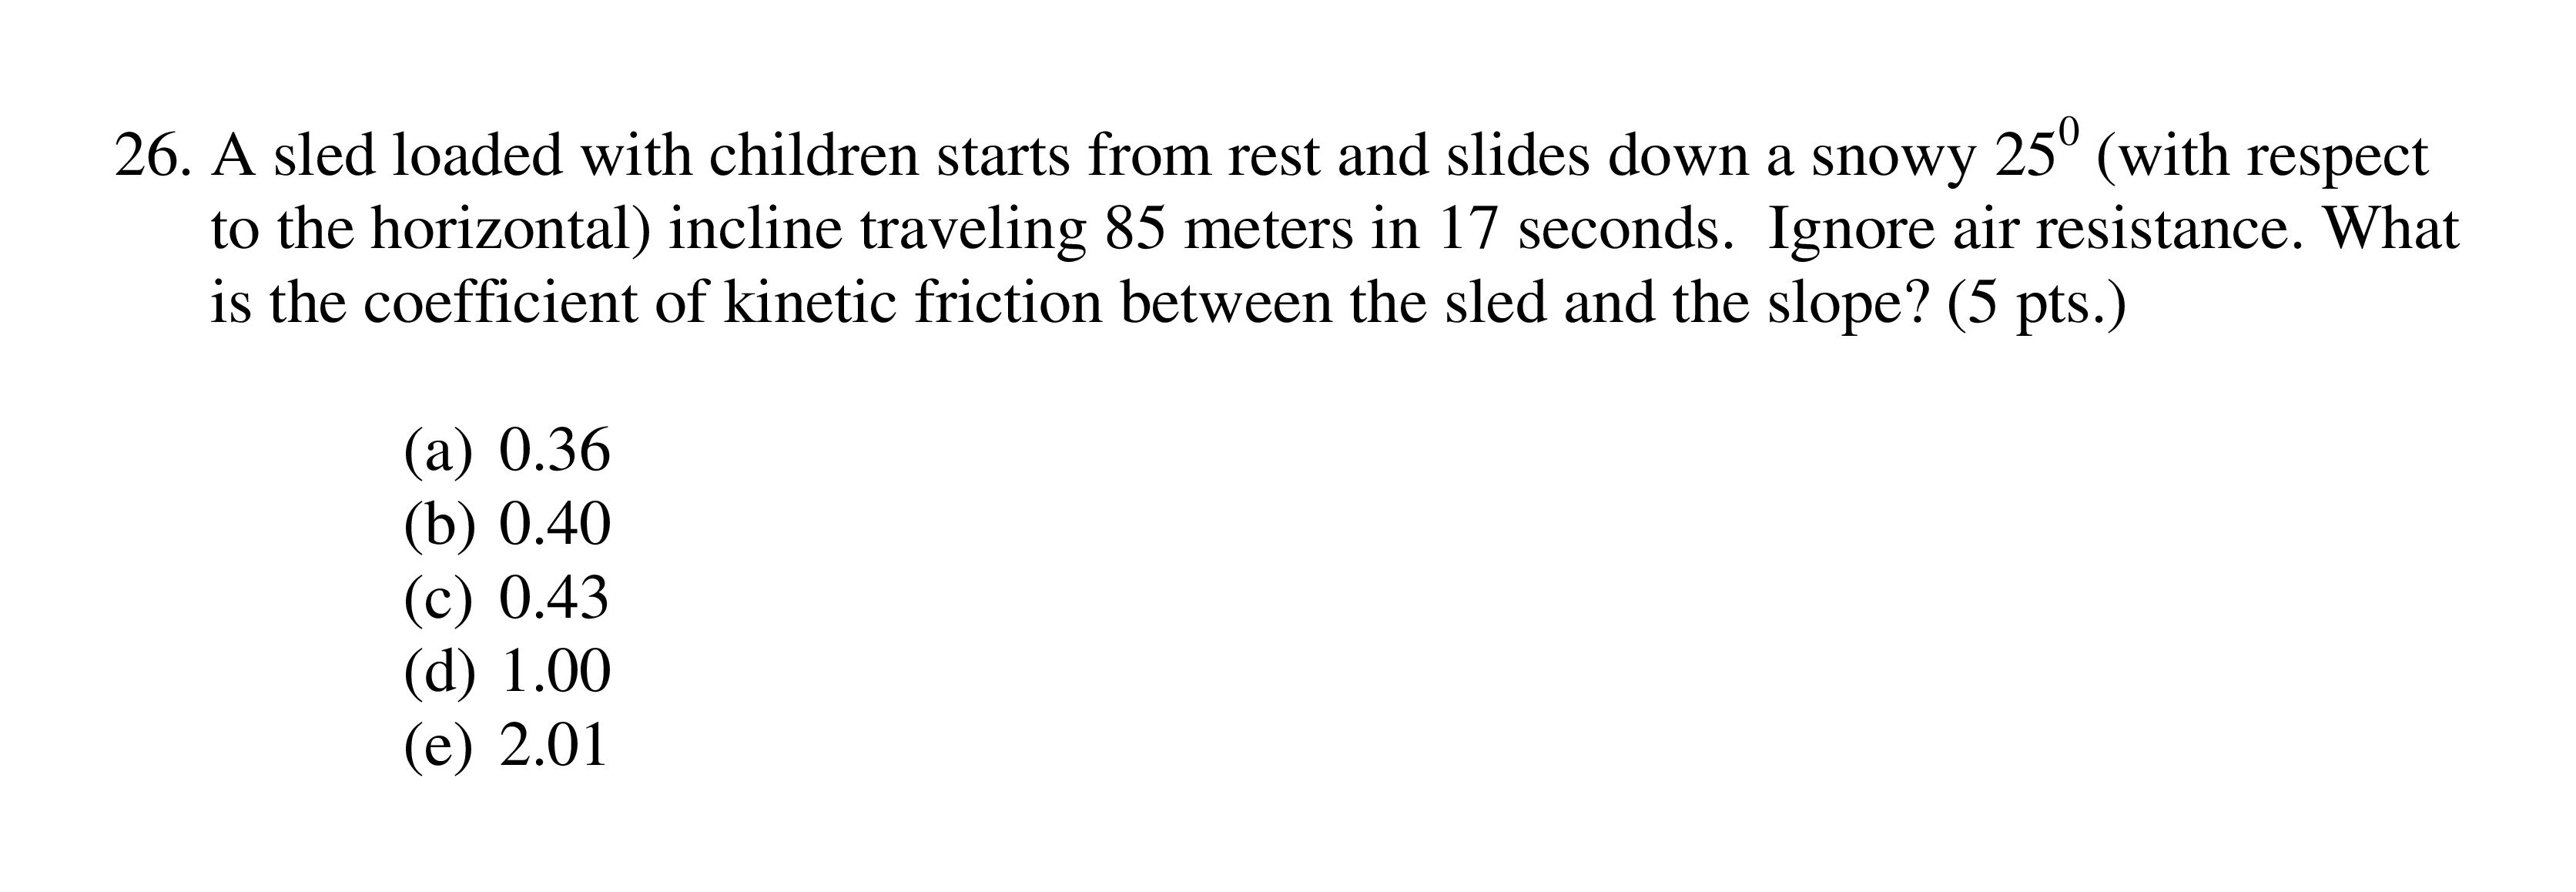 26. A sled loaded with children starts from rest and slides down a snowy 25⁰ (with respect
to the horizontal) incline traveling 85 meters in 17 seconds.  Ignore air resistance. What
is the coefficient of kinetic friction between the sled and the slope? (5 pts.)
(a) 0.36
(b) 0.40
(c) 0.43
(d) 1.00
(e) 2.01